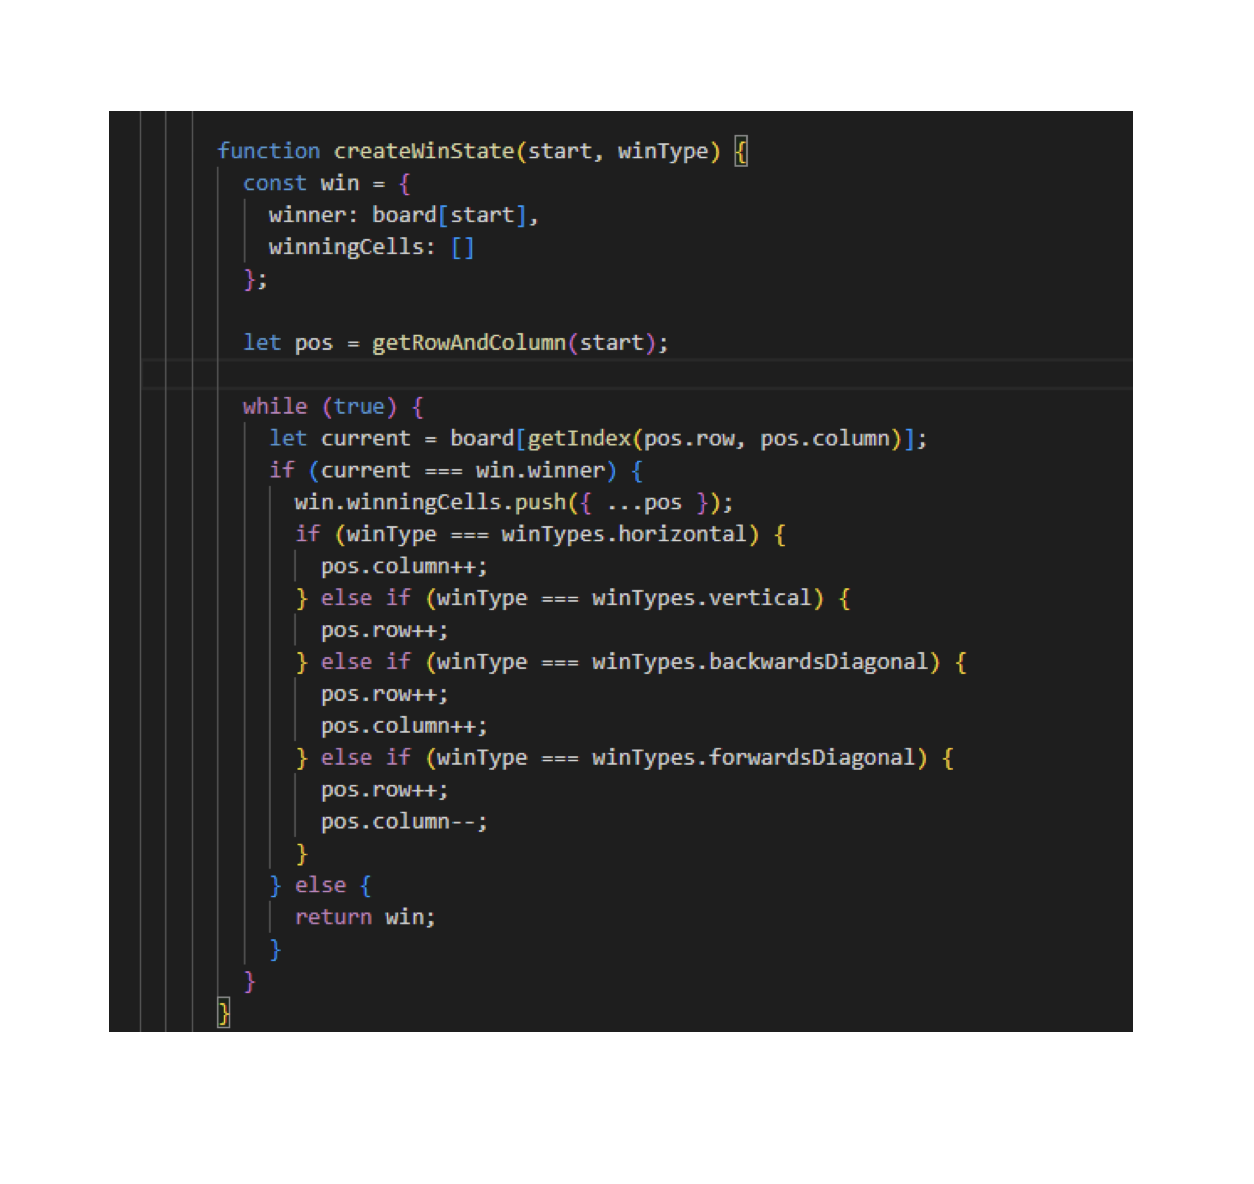 function createWinState(start, winType) {
const win = {
winner: board[start],
winningCells: []
};
let pos = getRowAndColumn(start);
while (true) {
let current = board[getIndex(pos.row, pos.column)];
if (current === win.winner) {
win.winningCells.push({ ...pos });
if (winType === winTypes.horizontal) {
pos.column++;
} else if (winType === winTypes.vertical) {
pos.row++;
} else if (winType === winTypes.backwardsDiagonal) {
pos.row++;
pos.column++;
} else if (winType === winTypes.forwardsDiagonal) {
pos.row++;
pos.column--;
}
} else {
return win;
}
}
}